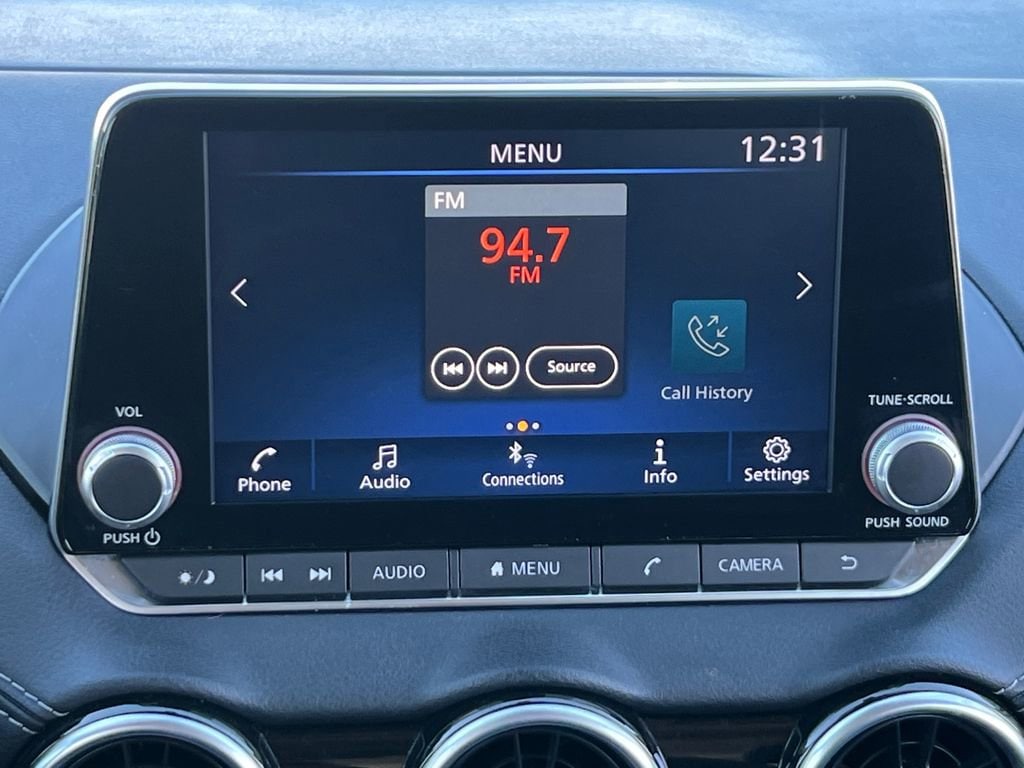 MENU
12:31
FM
94.7
FM
Source
Call History
VOL
TUNE·SCROLL
Phone
Audio
Connections
Info
Settings
PUSH
PUSH SOUND
AUDIO
MENU
CAMERA